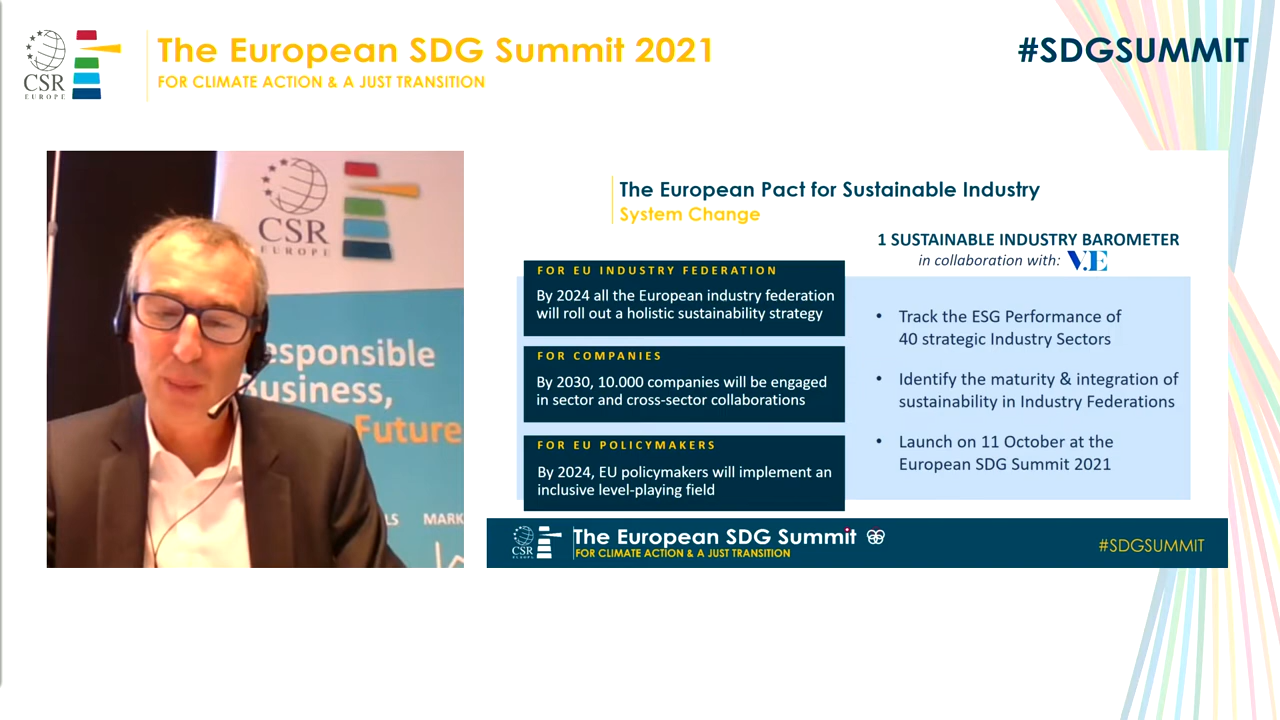 CSR
EUROPE
The European SDG Summit 2021
FOR CLIMATE ACTION & A JUST TRANSITION
#SDGSUMMIT
CSR
EUROPE
esponsible
usiness,
Future
LS MARK
The European Pact for Sustainable Industry
System Change
1 SUSTAINABLE INDUSTRY BAROMETER
in collaboration with: V.E
FOR EU INDUSTRY FEDERATION
By 2024 all the European industry federation
will roll out a holistic sustainability strategy
FOR COMPANIES
By 2030, 10.000 companies will be engaged
in sector and cross-sector collaborations
FOR EU POLICYMAKERS
By 2024, EU policymakers will implement an
inclusive level-playing field
• Track the ESG Performance of
40 strategic Industry Sectors
• Identify the maturity & integration of
sustainability in Industry Federations
• Launch on 11 October at the
European SDG Summit 2021
CSR
EUROPE
The European SDG Summit
FOR CLIMATE ACTION & A JUST TRANSITION
#SDGSUMMIT